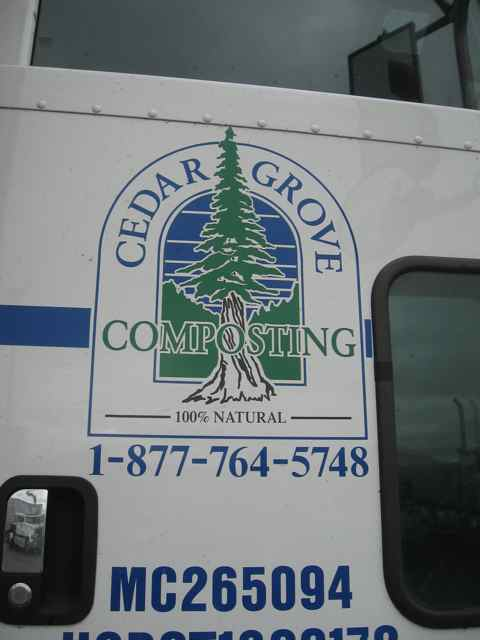 CEDAR GROVE
COMPOSTING
100% NATURAL
1-877-764-5748
MC265094